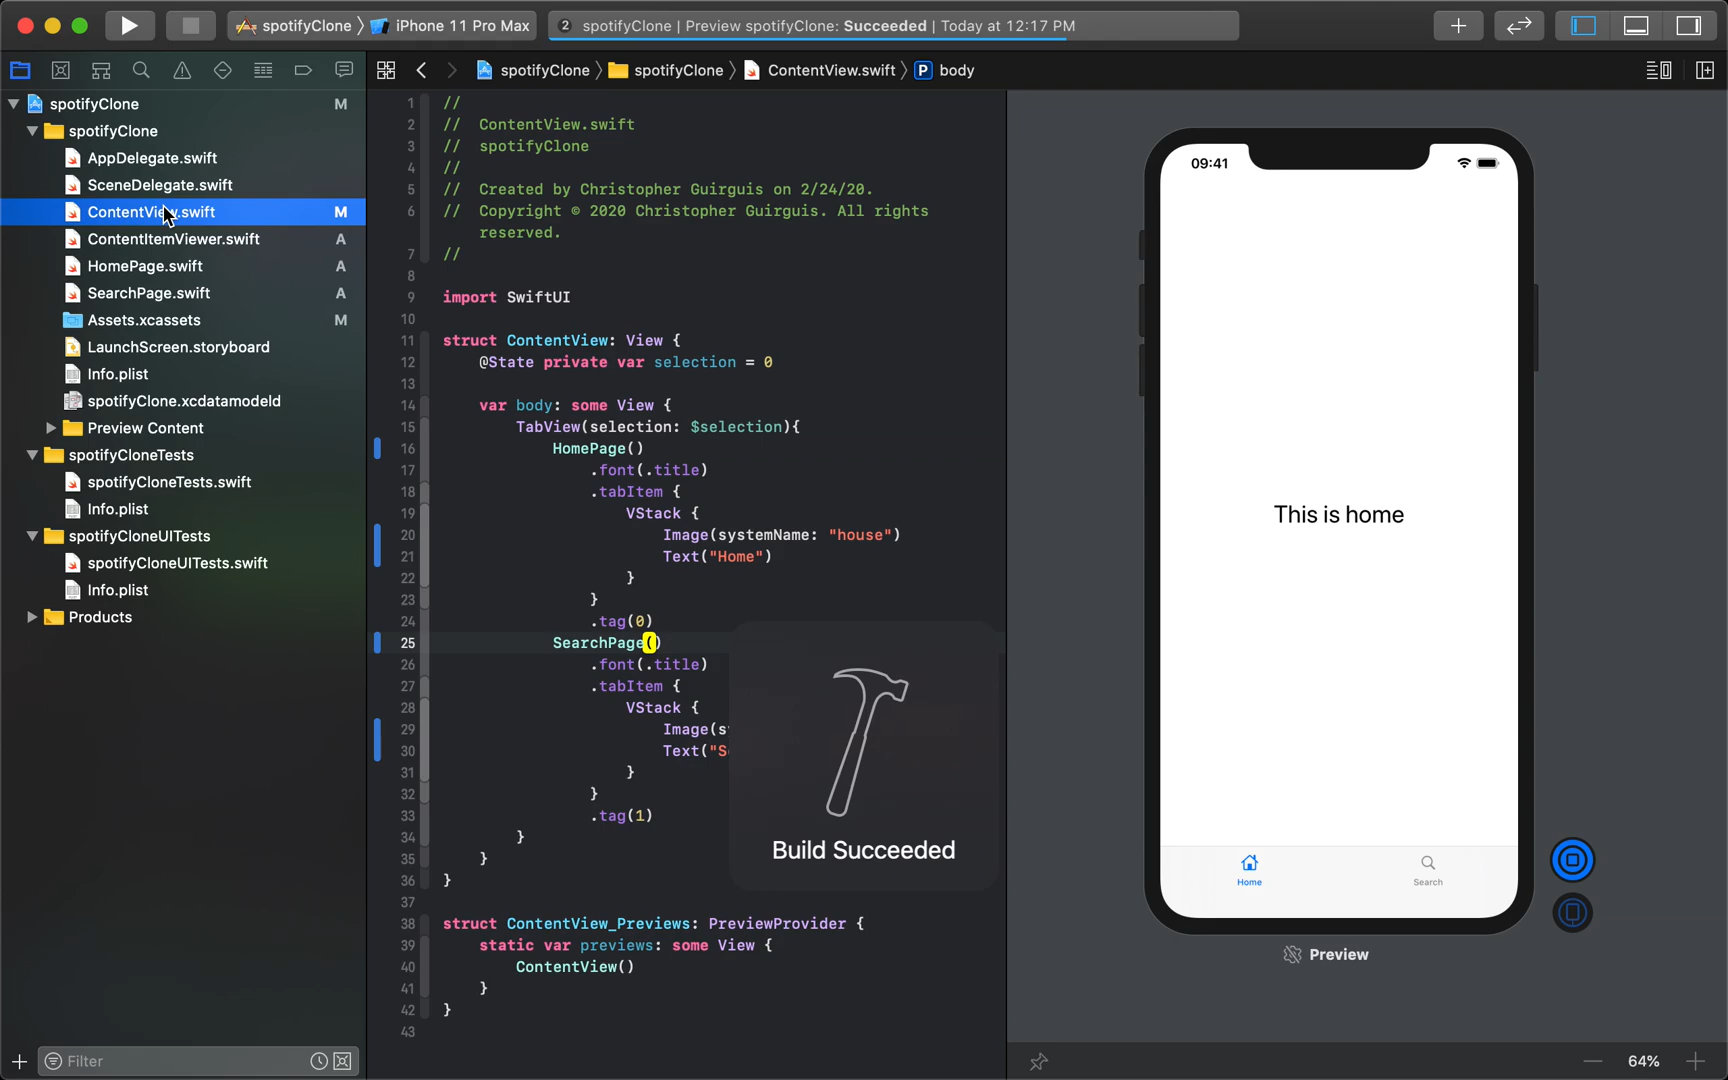 spotifyClone 〉 iPhone 11 Pro Max
2 spotifyClone | Preview spotifyClone: Succeeded | Today at 12:17 PM
spotifyClone 〉 spotifyClone 〉 ContentView.swift 〉 P body
spotifyClone M
spotifyClone
AppDelegate.swift
SceneDelegate.swift
ContentView.swift M
ContentItemViewer.swift A
HomePage.swift A
SearchPage.swift A
Assets.xcassets M
LaunchScreen.storyboard
Info.plist
spotifyClone.xcdatamodeld
Preview Content
spotifyCloneTests
spotifyCloneTests.swift
Info.plist
spotifyCloneUITests
spotifyCloneUITests.swift
Info.plist
Products
Filter
1 //
2 // ContentView.swift
3 // spotifyClone
4 //
5 // Created by Christopher Guirguis on 2/24/20.
6 // Copyright © 2020 Christopher Guirguis. All rights
reserved.
7 //
8
9 import SwiftUI
10
11 struct ContentView: View {
12 @State private var selection = 0
13
14 var body: some View {
15 TabView(selection: $selection){
16 HomePage()
17 .font(.title)
18 .tabItem {
19 VStack {
20 Image(systemName: "house")
21 Text("Home")
22 }
23 }
24 .tag(0)
25 SearchPage()
26 .font(.title)
27 .tabItem {
28 VStack {
29 Image(s
30 Text("S
31 }
32 }
33 .tag(1)
34 }
35 }
36 }
37
38 struct ContentView_Previews: PreviewProvider {
39 static var previews: some View {
40 ContentView()
41 }
42 }
43
Build Succeeded
09:41
This is home
Home Search
Preview
64%